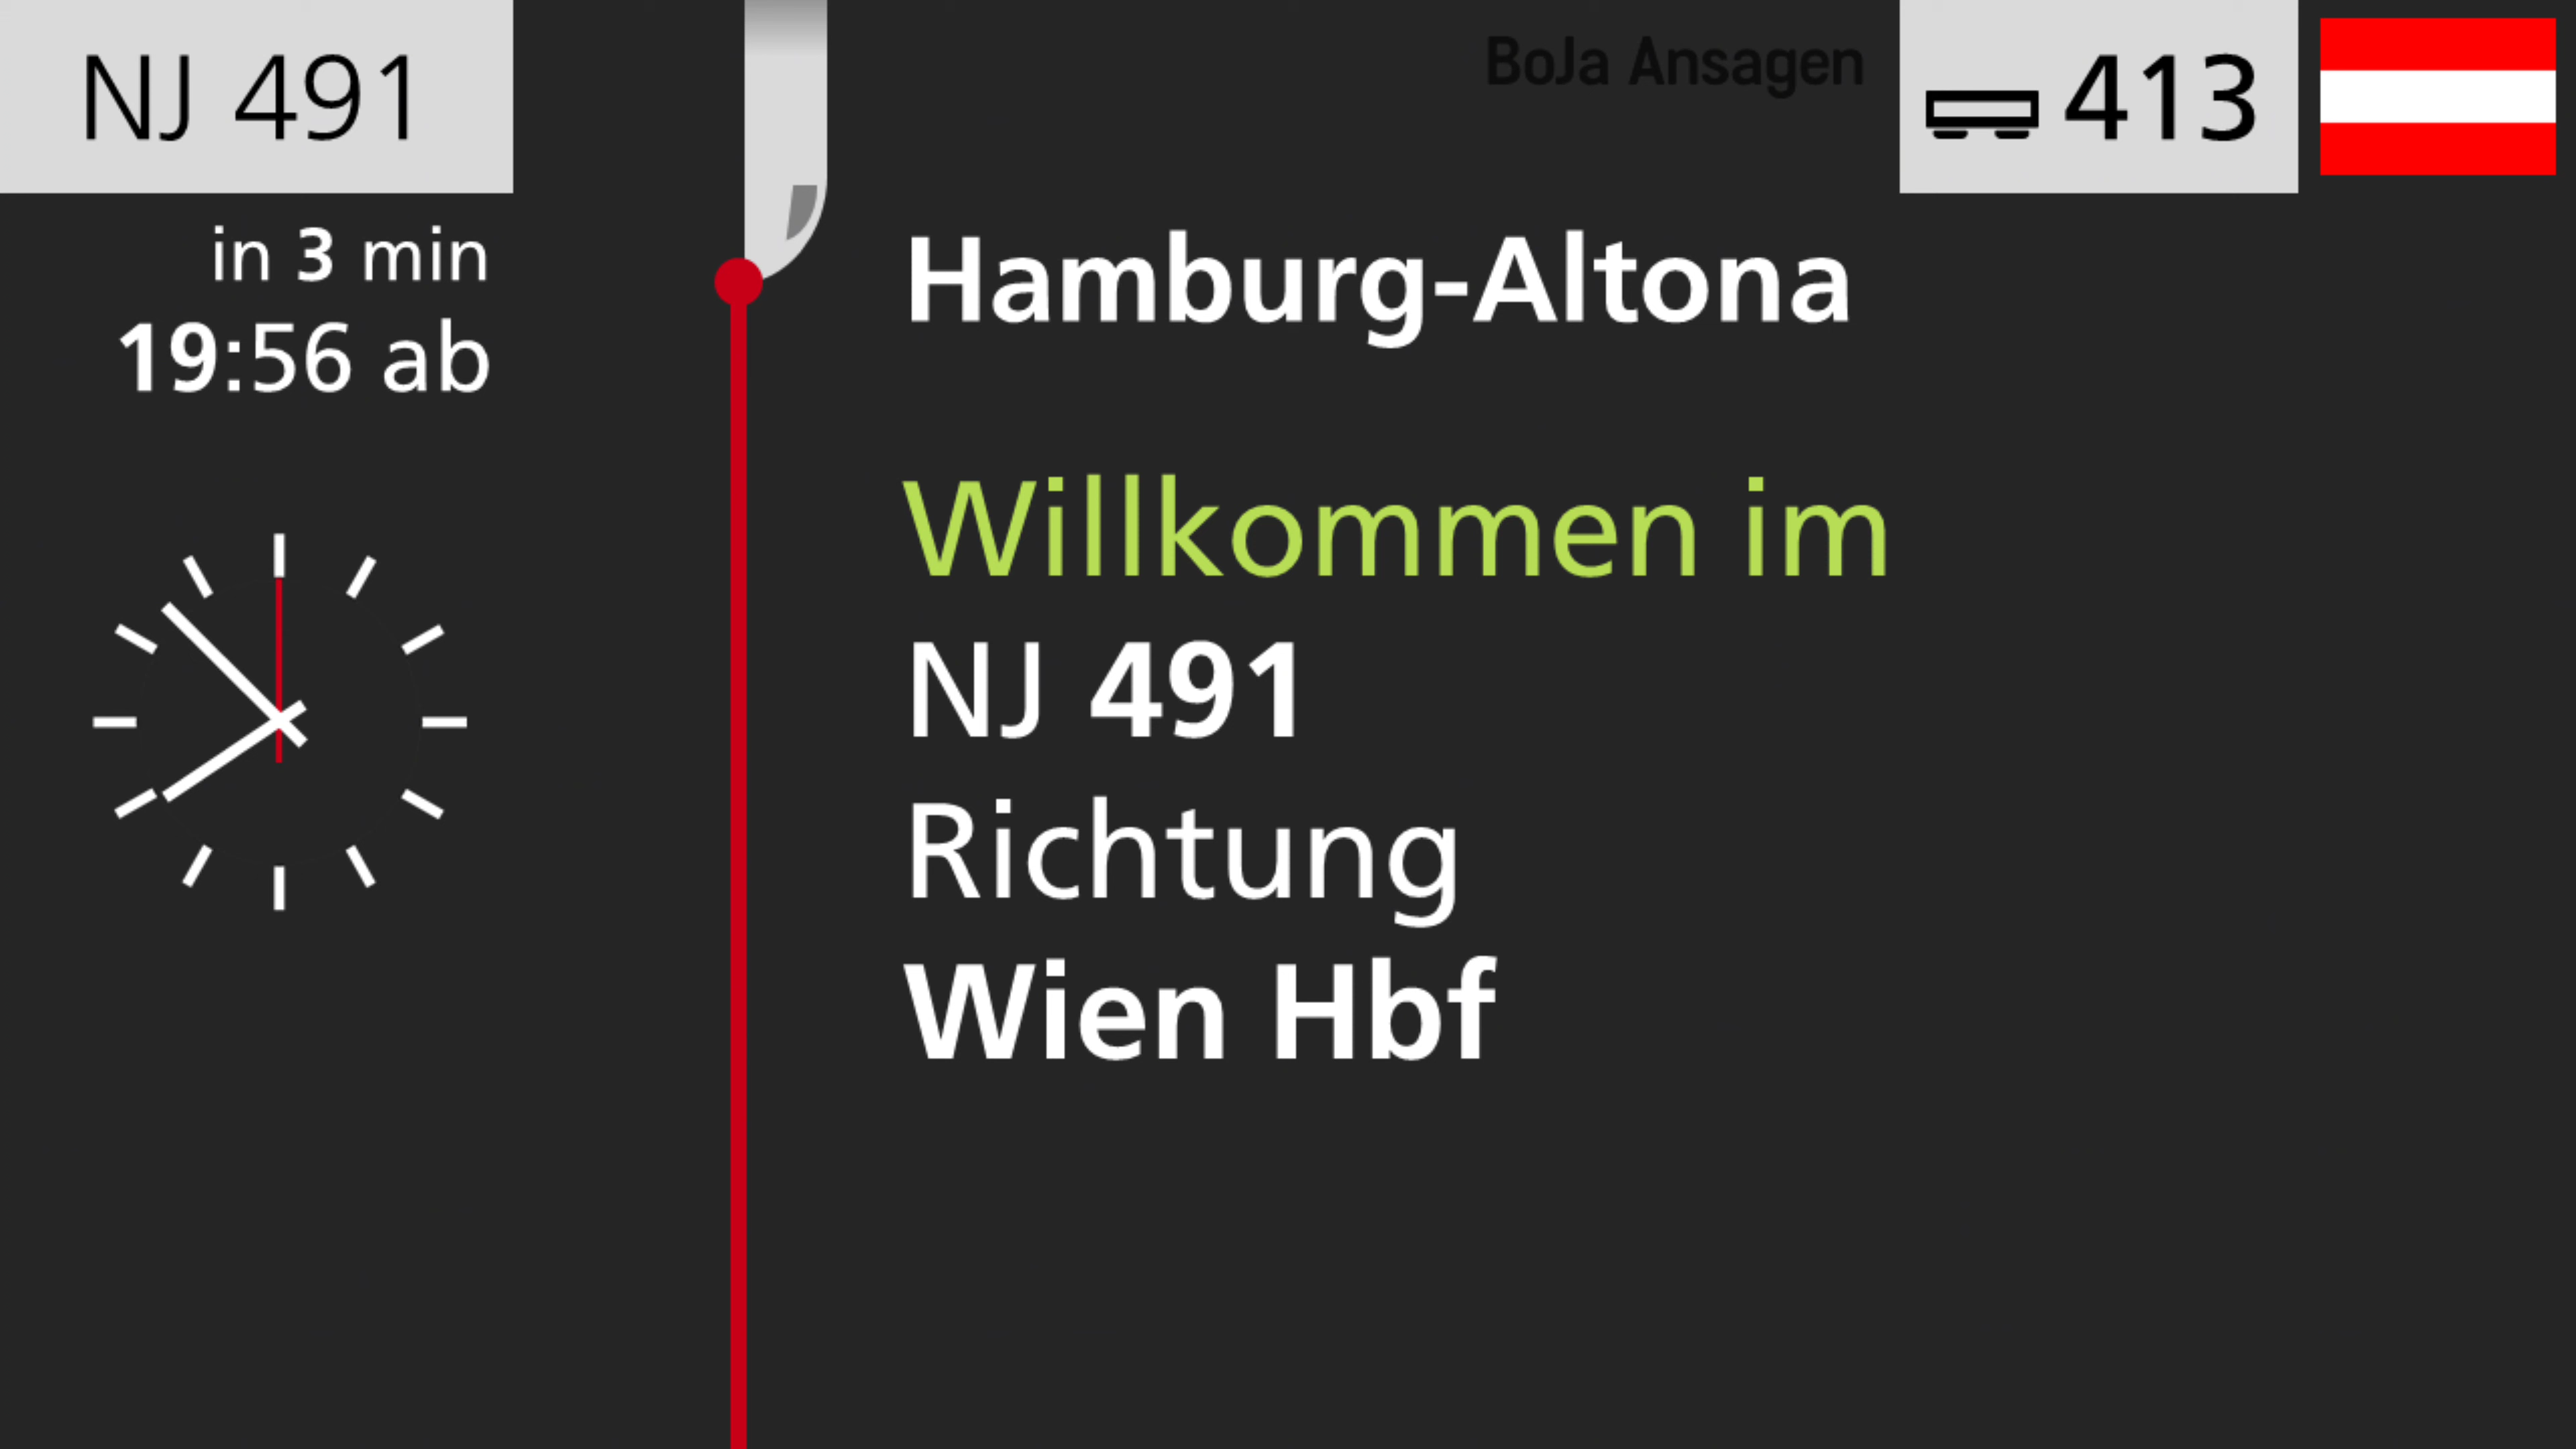 NJ 491
BoJa Ansagen
413
in 3 min
19:56 ab
Hamburg-Altona
Willkommen im
NJ 491
Richtung
Wien Hbf